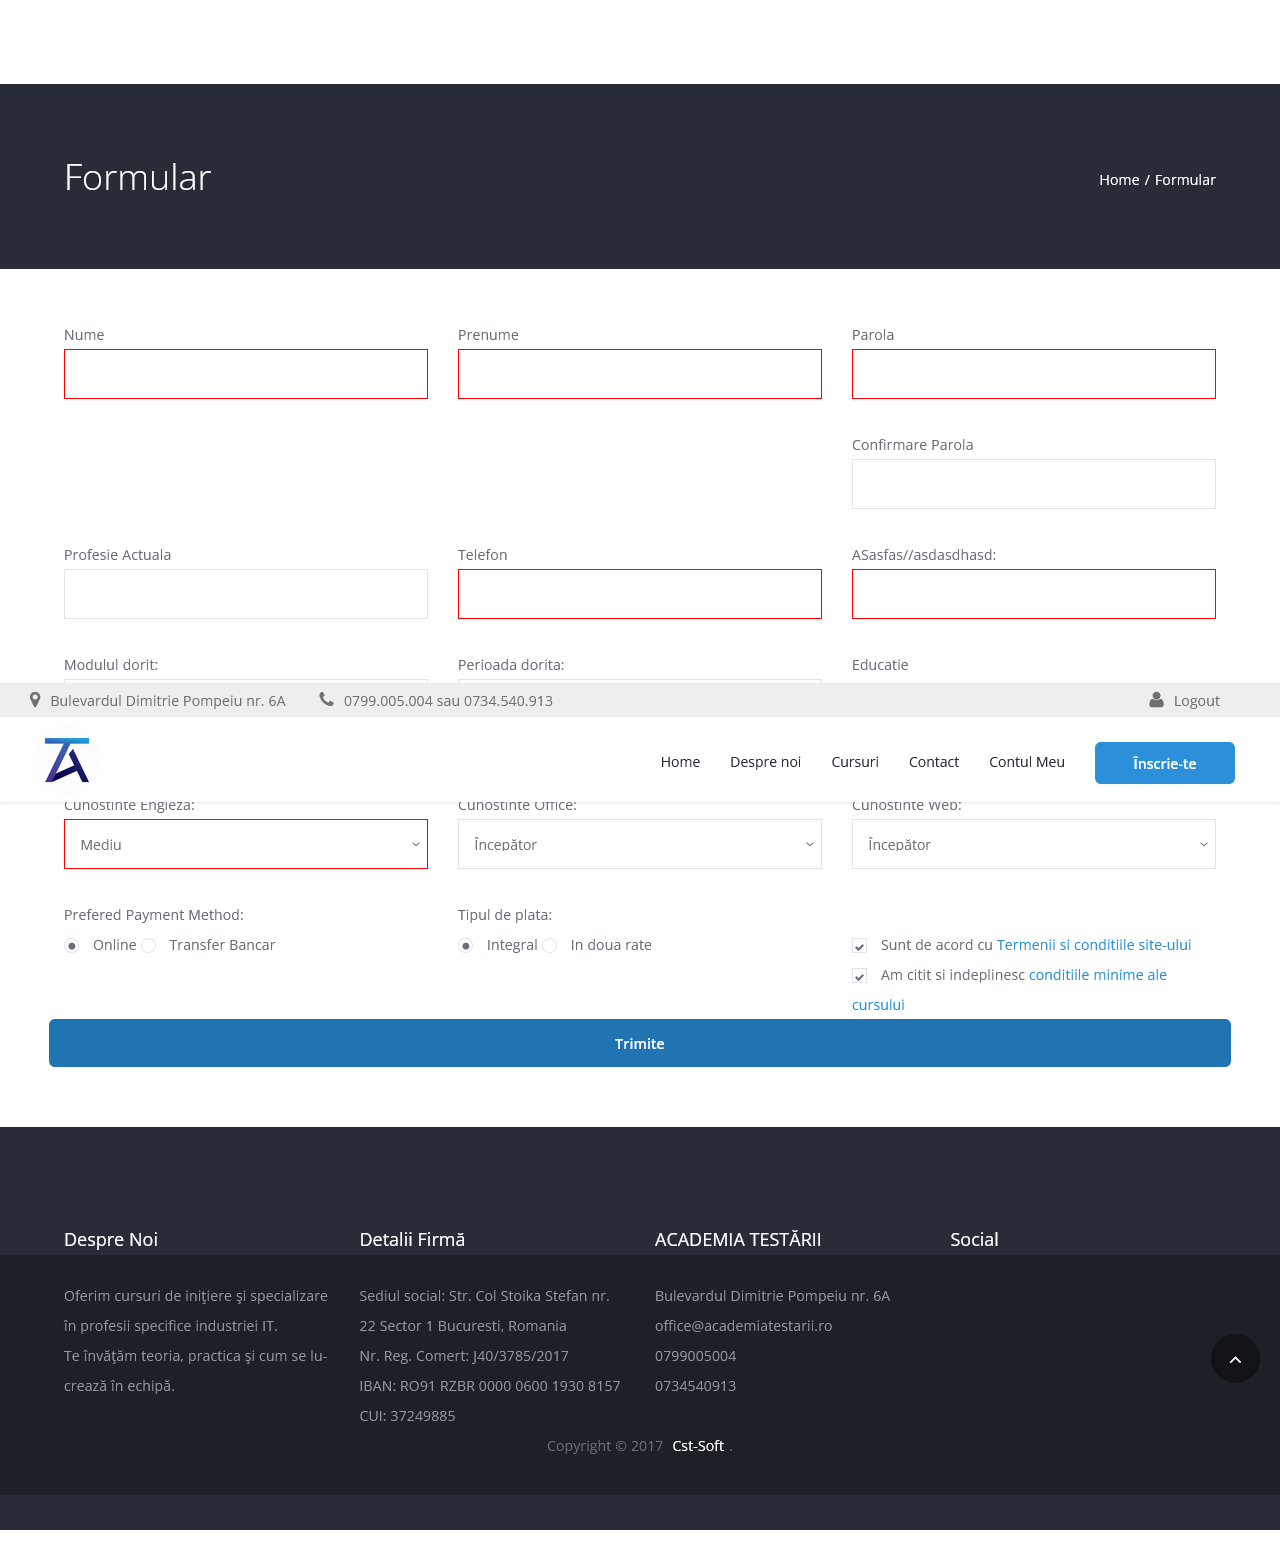 Formular
Home / Formular
Nume
Prenume
Parola
Confirmare Parola
Profesie Actuala
Telefon
ASasfas//asdasdhasd:
Modulul dorit:
Perioada dorita:
Educatie
Bulevardul Dimitrie Pompeiu nr. 6A
0799.005.004 sau 0734.540.913
Logout
TA
Home
Despre noi
Cursuri
Contact
Contul Meu
Înscrie-te
Cunostinte Engleza:
Cunostinte Office:
Cunostinte Web:
Mediu
Începător
Începător
Prefered Payment Method:
Tipul de plata:
Online
Transfer Bancar
Integral
In doua rate
Sunt de acord cu Termenii si conditiile site-ului
Am citit si indeplinesc conditiile minime ale
cursului
Trimite
Despre Noi
Oferim cursuri de inițiere și specializare
în profesii specifice industriei IT.
Te învățăm teoria, practica și cum se lu-
crează în echipă.
Detalii Firmă
Sediul social: Str. Col Stoika Stefan nr.
22 Sector 1 Bucuresti, Romania
Nr. Reg. Comert: J40/3785/2017
IBAN: RO91 RZBR 0000 0600 1930 8157
CUI: 37249885
ACADEMIA TESTĂRII
Bulevardul Dimitrie Pompeiu nr. 6A
office@academiatestarii.ro
0799005004
0734540913
Social
Copyright © 2017 Cst-Soft .